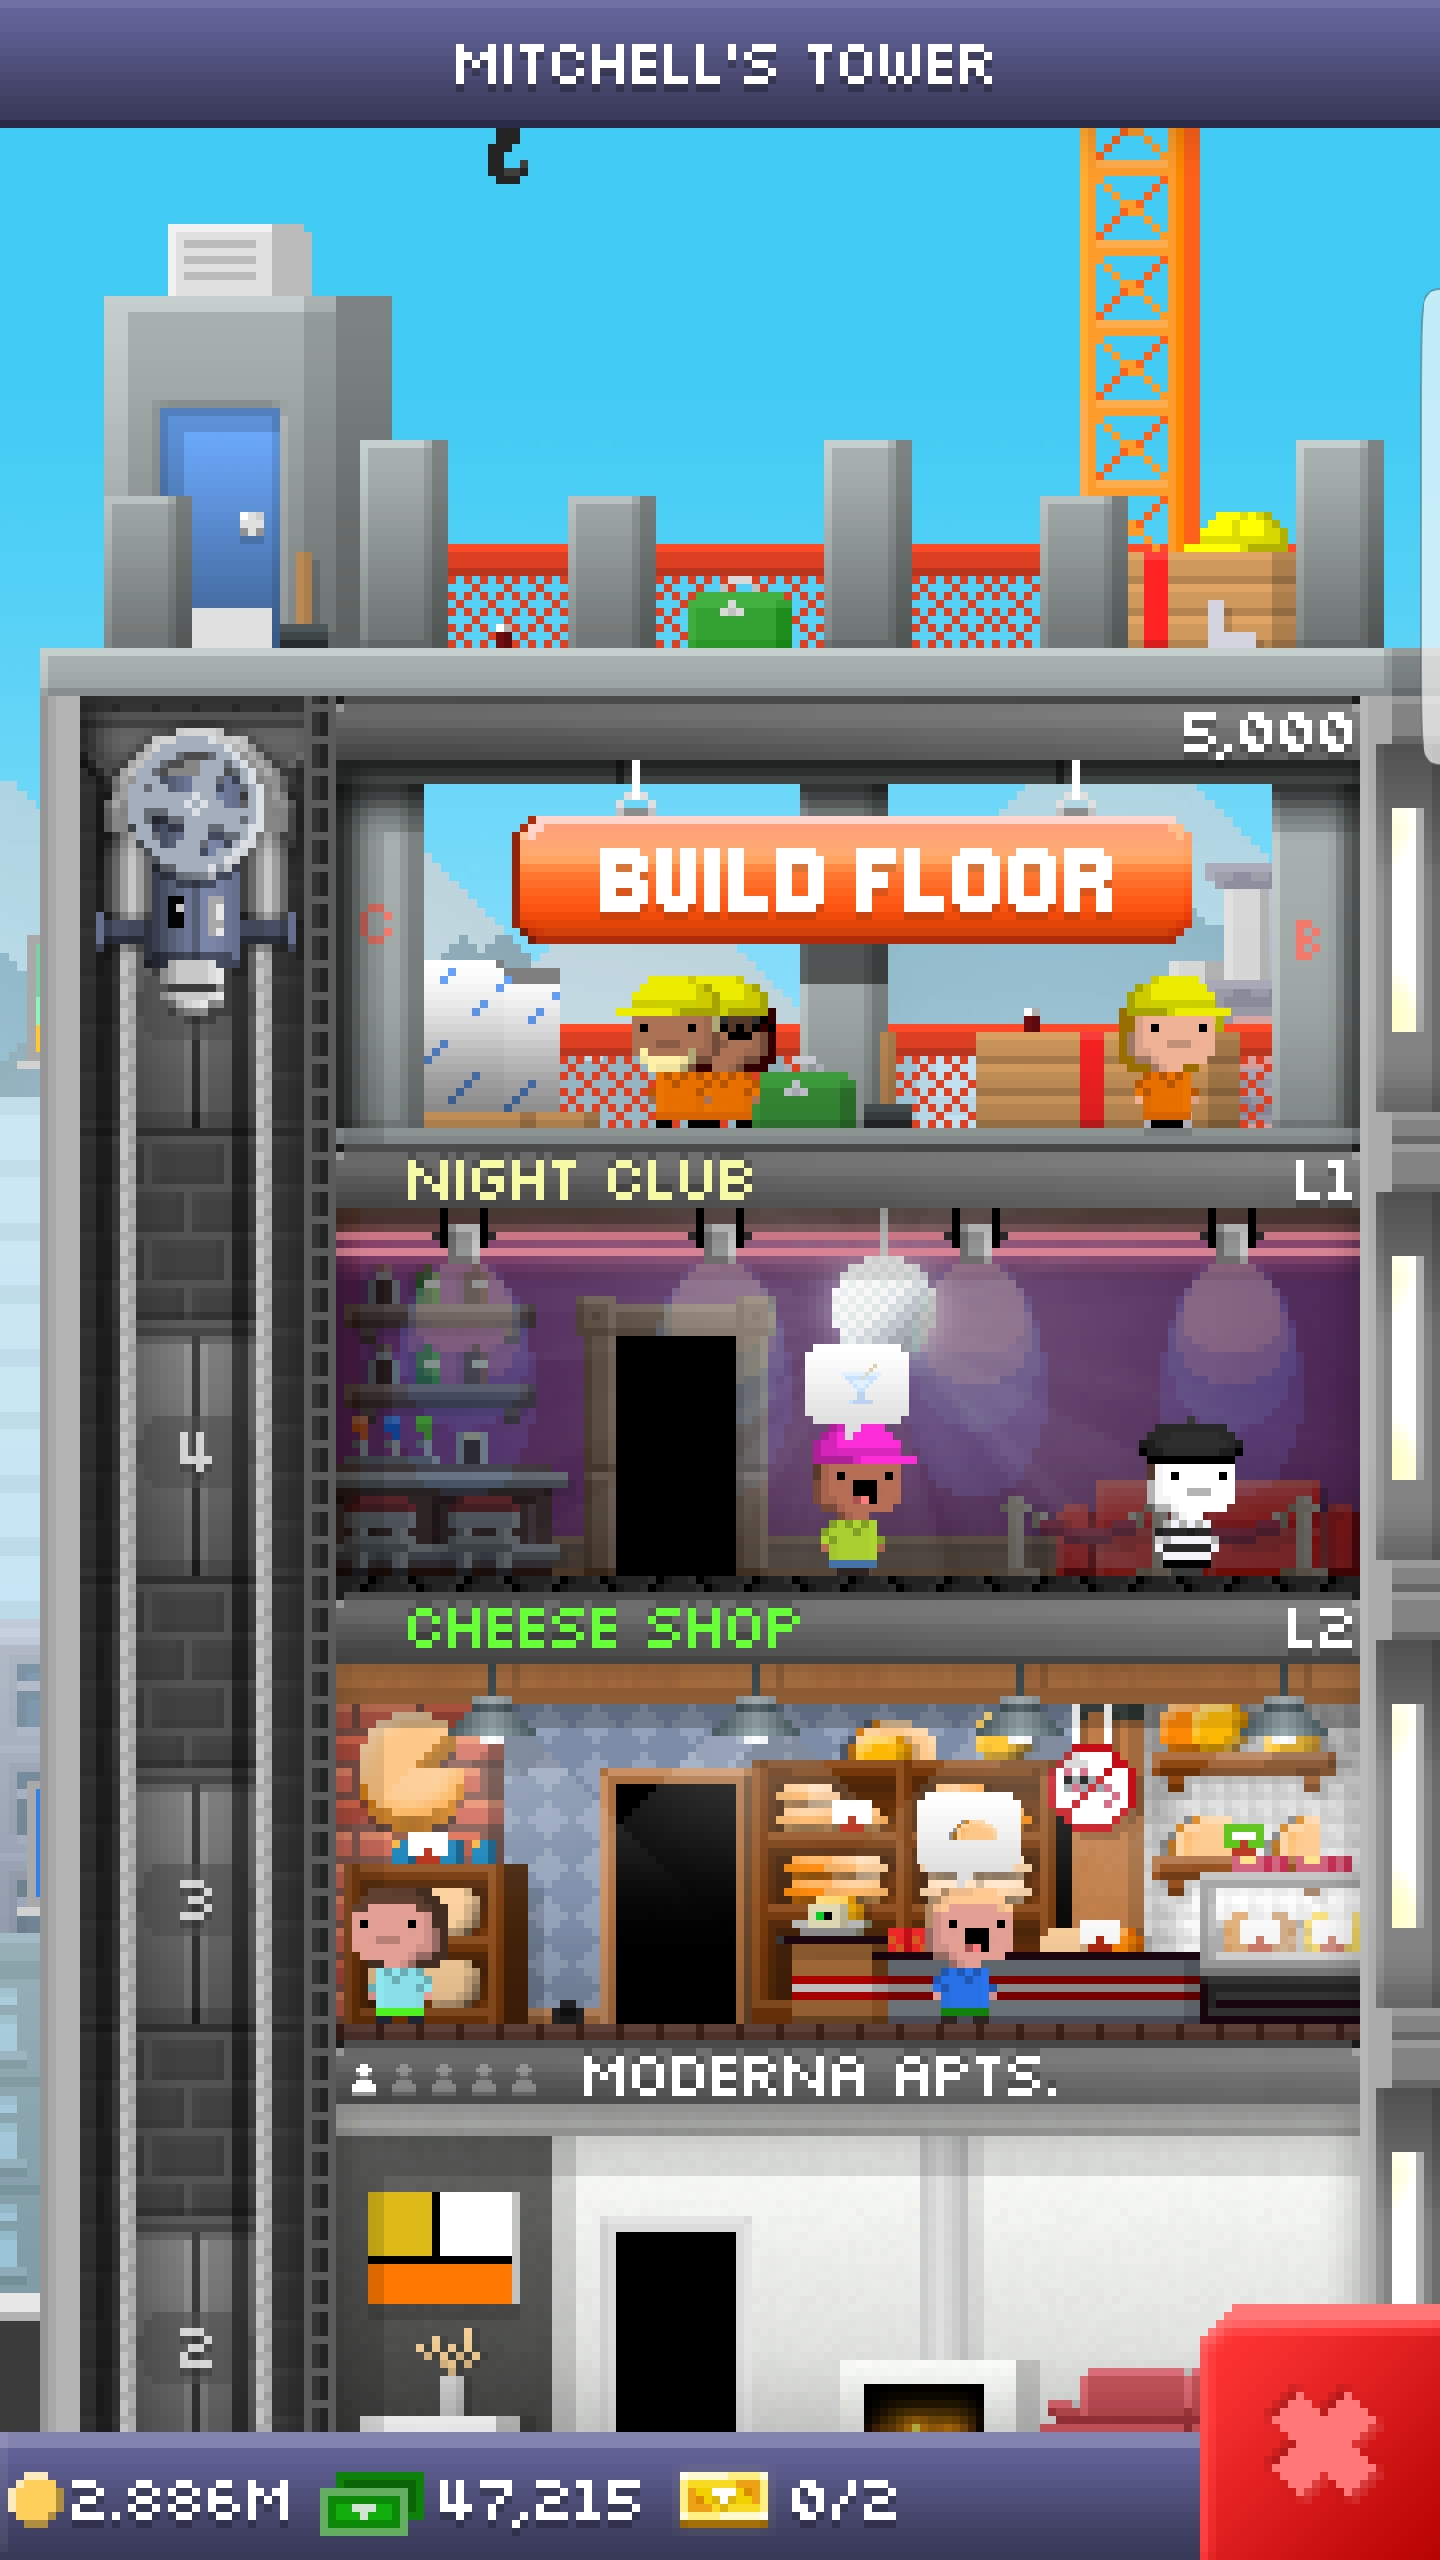 MITCHELL'S TOWER
5,000
BUILD FLOOR
C
B
NIGHT CLUB L1
4
CHEESE SHOP L2
3
MODERNA APTS.
2
2.886M 47,215 0/2